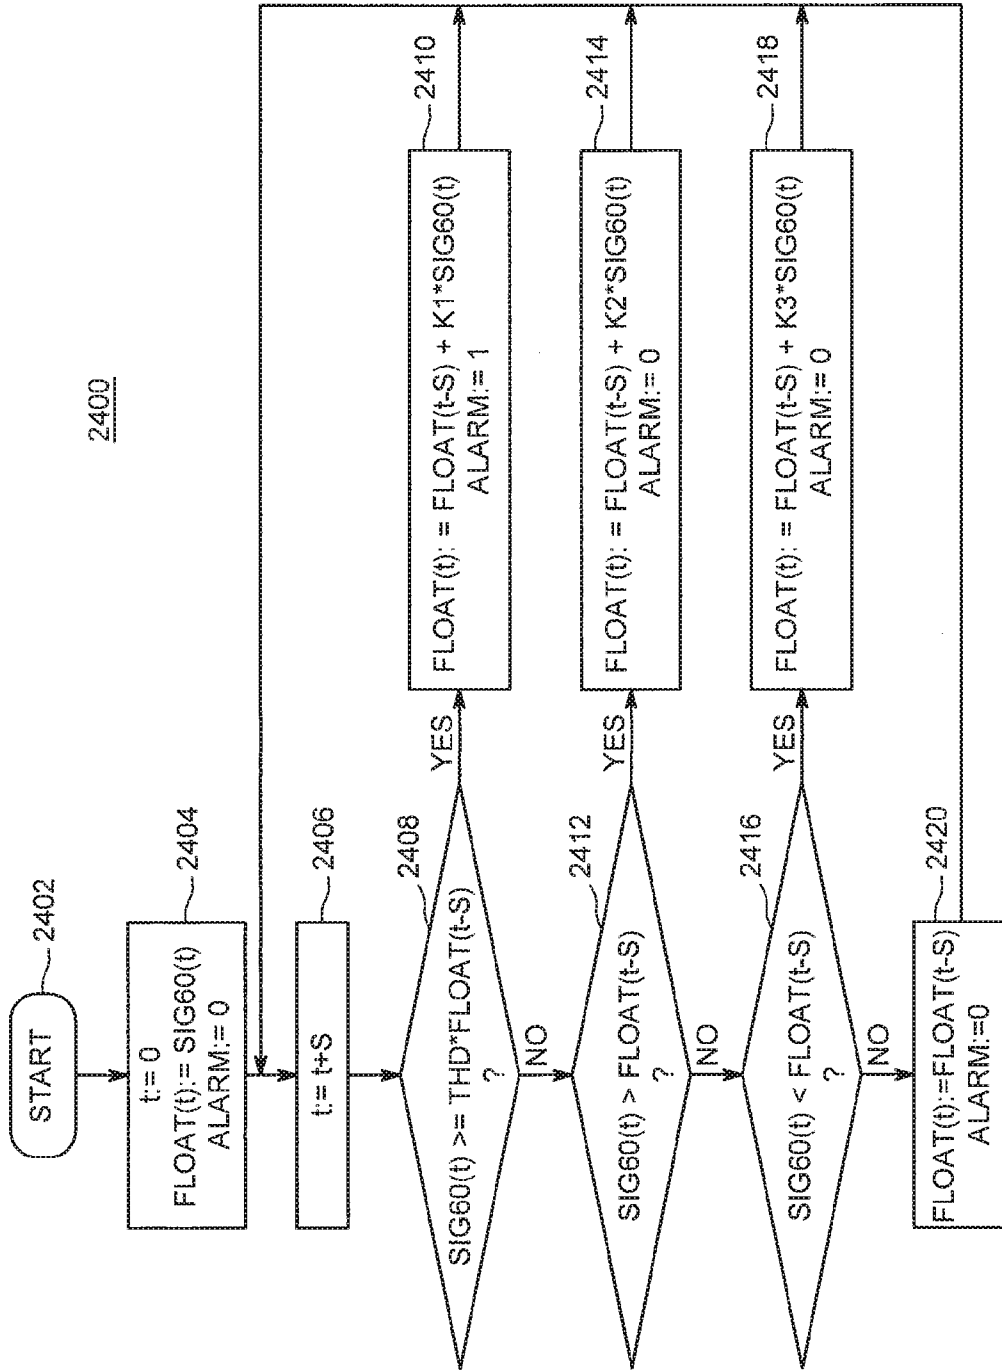 2400
START
2402
t:= 0
FLOAT(t):= SIG60(t)
ALARM:= 0
2404
t:= t+S
2406
SIG60(t) >= THD*FLOAT(t-S)
?
2408
YES
FLOAT(t): = FLOAT(t-S) + K1*SIG60(t)
ALARM:= 1
2410
NO
SIG60(t) > FLOAT(t-S)
?
2412
YES
FLOAT(t): = FLOAT(t-S) + K2*SIG60(t)
ALARM:= 0
2414
NO
SIG60(t) < FLOAT(t-S)
?
2416
YES
FLOAT(t): = FLOAT(t-S) + K3*SIG60(t)
ALARM:= 0
2418
NO
FLOAT(t):=FLOAT(t-S)
ALARM:=0
2420